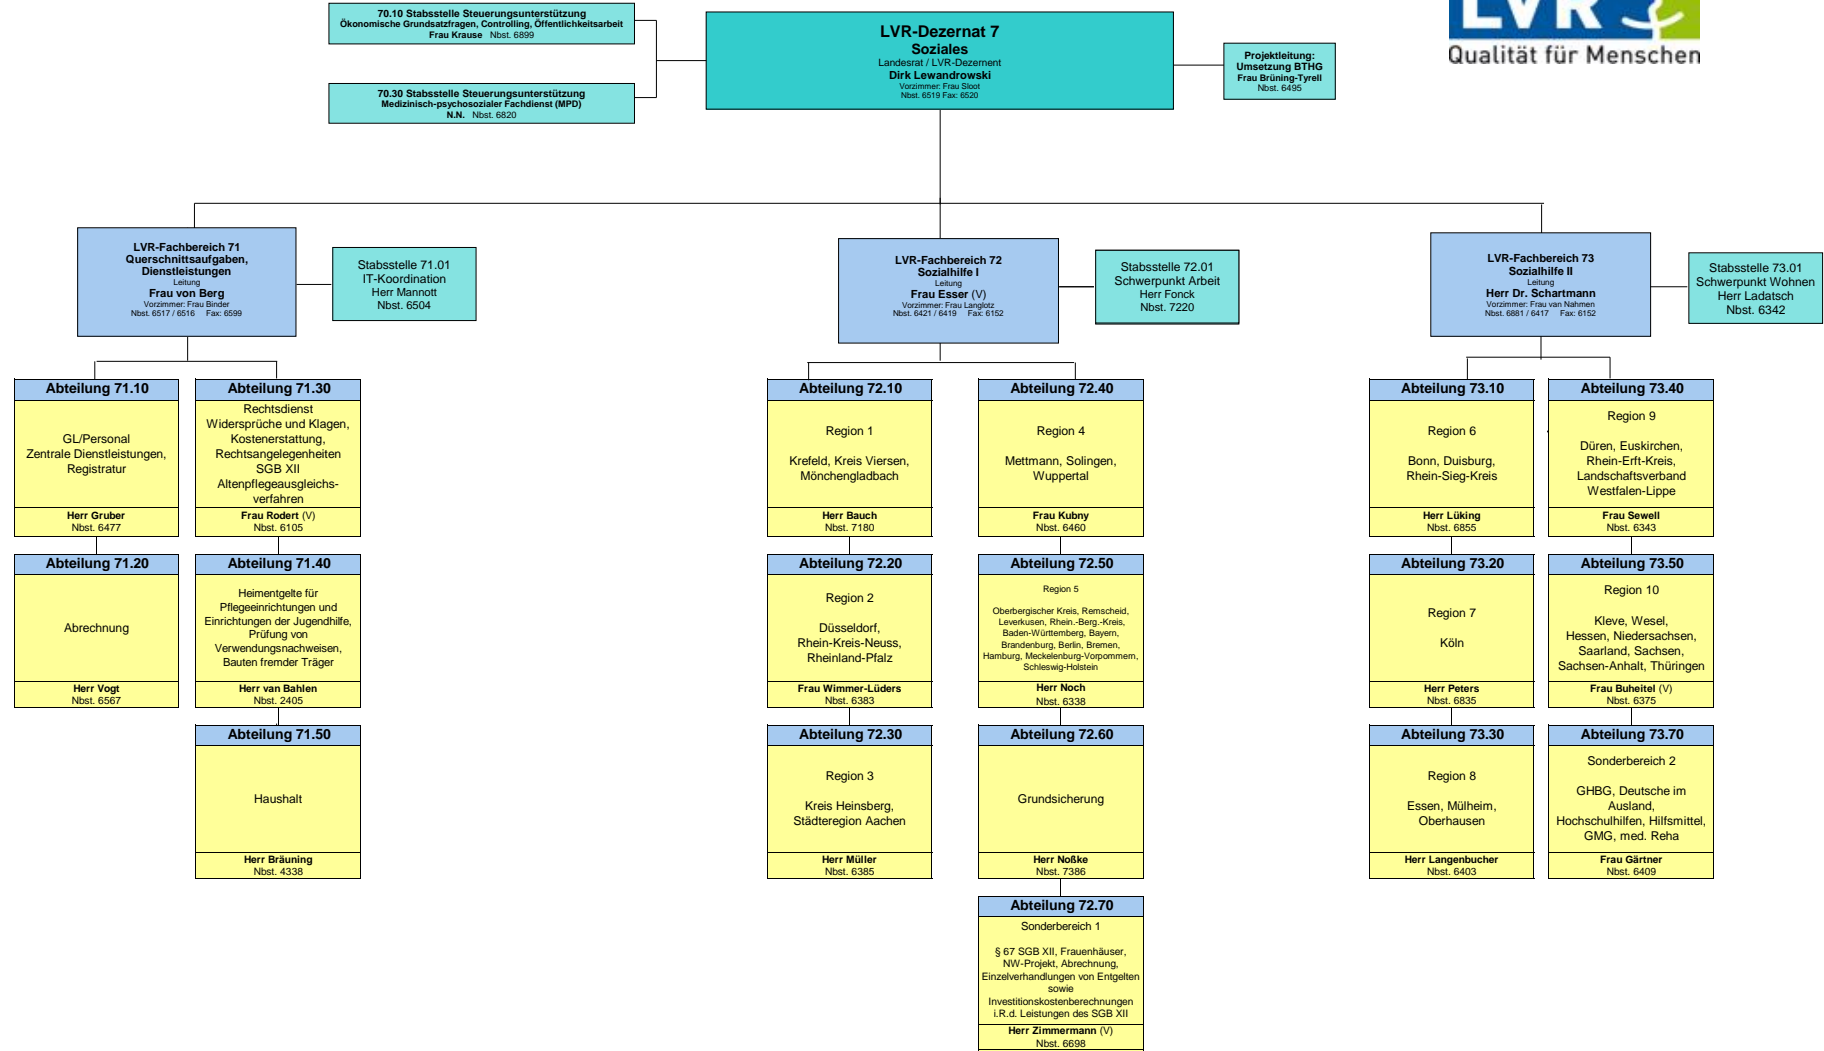 70.10 Stabsstelle Steuerungsunterstützung
Ökonomische Grundsatzfragen, Controlling, Öffentlichkeitsarbeit
Frau Krause Nbst. 6899
70.30 Stabsstelle Steuerungsunterstützung
Medizinisch-psychosozialer Fachdienst (MPD)
N.N. Nbst. 6820
LVR-Dezernat 7
Soziales
Landesrat / LVR-Dezernent
Dirk Lewandrowski
Vorzimmer: Frau Sloot
Nbst. 6519 Fax: 6520
Projektleitung:
Umsetzung BTHG
Frau Brüning-Tyrell
Nbst. 6495
LVR
Qualität für Menschen
LVR-Fachbereich 71
Querschnittsaufgaben,
Dienstleistungen
Leitung
Frau von Berg
Vorzimmer: Frau Binder
Nbst. 6517 / 6516 Fax: 6599
Stabsstelle 71.01
IT-Koordination
Herr Mannott
Nbst. 6504
LVR-Fachbereich 72
Sozialhilfe I
Leitung
Frau Esser (V)
Vorzimmer: Frau Langlotz
Nbst. 6421 / 6419 Fax: 6152
Stabsstelle 72.01
Schwerpunkt Arbeit
Herr Fonck
Nbst. 7220
LVR-Fachbereich 73
Sozialhilfe II
Leitung
Herr Dr. Schartmann
Vorzimmer: Frau van Nahmen
Nbst. 6881 / 6417 Fax: 6152
Stabsstelle 73.01
Schwerpunkt Wohnen
Herr Ladatsch
Nbst. 6342
Abteilung 71.10
GL/Personal
Zentrale Dienstleistungen,
Registratur
Herr Gruber
Nbst. 6477
Abteilung 71.20
Abrechnung
Herr Vogt
Nbst. 6567
Abteilung 71.30
Rechtsdienst
Widersprüche und Klagen,
Kostenerstattung,
Rechtsangelegenheiten
SGB XII
Altenpflegeausgleichs-
verfahren
Frau Rodert (V)
Nbst. 6105
Abteilung 71.40
Heimentgelte für
Pflegeeinrichtungen und
Einrichtungen der Jugendhilfe,
Prüfung von
Verwendungsnachweisen,
Bauten fremder Träger
Herr van Bahlen
Nbst. 2405
Abteilung 71.50
Haushalt
Herr Bräuning
Nbst. 4338
Abteilung 72.10
Region 1
Krefeld, Kreis Viersen,
Mönchengladbach
Herr Bauch
Nbst. 7180
Abteilung 72.20
Region 2
Düsseldorf,
Rhein-Kreis-Neuss,
Rheinland-Pfalz
Frau Wimmer-Lüders
Nbst. 6383
Abteilung 72.30
Region 3
Kreis Heinsberg,
Städteregion Aachen
Herr Müller
Nbst. 6385
Abteilung 72.40
Region 4
Mettmann, Solingen,
Wuppertal
Frau Kubny
Nbst. 6460
Abteilung 72.50
Region 5
Oberbergischer Kreis, Remscheid,
Leverkusen, Rhein.-Berg.-Kreis,
Baden-Württemberg, Bayern,
Brandenburg, Berlin, Bremen,
Hamburg, Meckelenburg-Vorpommern,
Schleswig-Holstein
Herr Noch
Nbst. 6338
Abteilung 72.60
Grundsicherung
Herr Noßke
Nbst. 7386
Abteilung 72.70
Sonderbereich 1
§ 67 SGB XII, Frauenhäuser,
NW-Projekt, Abrechnung,
Einzelverhandlungen von Entgelten
sowie
Investitionskostenberechnungen
i.R.d. Leistungen des SGB XII
Herr Zimmermann (V)
Nbst. 6698
Abteilung 73.10
Region 6
Bonn, Duisburg,
Rhein-Sieg-Kreis
Herr Lüking
Nbst. 6855
Abteilung 73.20
Region 7
Köln
Herr Peters
Nbst. 6835
Abteilung 73.30
Region 8
Essen, Mülheim,
Oberhausen
Herr Langenbucher
Nbst. 6403
Abteilung 73.40
Region 9
Düren, Euskirchen,
Rhein-Erft-Kreis,
Landschaftsverband
Westfalen-Lippe
Frau Sewell
Nbst. 6343
Abteilung 73.50
Region 10
Kleve, Wesel,
Hessen, Niedersachsen,
Saarland, Sachsen,
Sachsen-Anhalt, Thüringen
Frau Buheitel (V)
Nbst. 6375
Abteilung 73.70
Sonderbereich 2
GHBG, Deutsche im
Ausland,
Hochschulhilfen, Hilfsmittel,
GMG, med. Reha
Frau Gärtner
Nbst. 6409